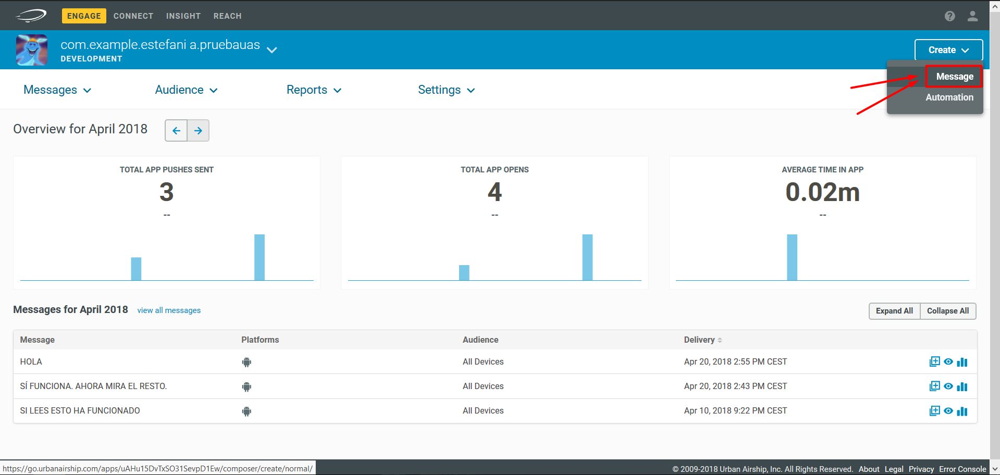 ENGAGE CONNECT INSIGHT REACH
com.example.estefani a.pruebauas
DEVELOPMENT
Create
Message
Automation
Messages Audience Reports Settings
Overview for April 2018
TOTAL APP PUSHES SENT
3
--
TOTAL APP OPENS
4
--
AVERAGE TIME IN APP
0.02m
--
Messages for April 2018 view all messages
Expand All Collapse All
Message Platforms Audience Delivery
HOLA All Devices Apr 20, 2018 2:55 PM CEST
SÍ FUNCIONA. AHORA MIRA EL RESTO. All Devices Apr 20, 2018 2:43 PM CEST
SI LEES ESTO HA FUNCIONADO All Devices Apr 10, 2018 9:22 PM CEST
https://go.urbanairship.com/apps/uAHu15DvTxSO31SevpD1Ew/composer/create/normal/
© 2009-2018 Urban Airship, Inc. All Rights Reserved. About Legal Privacy Error Console